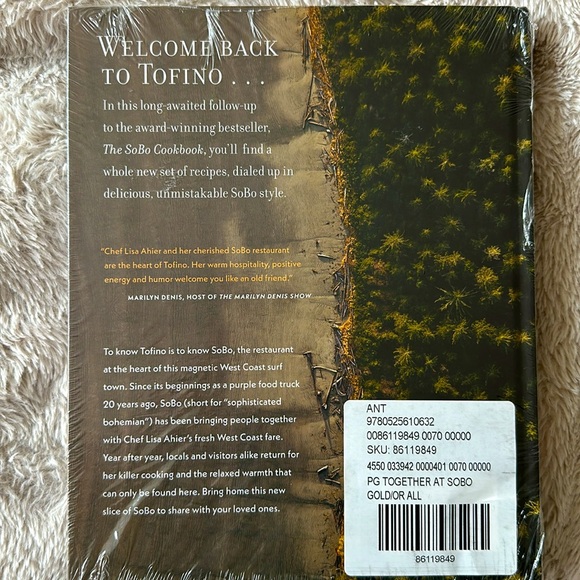 WELCOME BACK
TO TOFINO . . .
In this long-awaited follow-up
to the award-winning bestseller,
The SoBo Cookbook, you'll find a
whole new set of recipes, dialed up in
delicious, unmistakable SoBo style.
"Chef Lisa Ahier and her cherished SoBo restaurant
are the heart of Tofino. Her warm hospitality, positive
energy and humor welcome you like an old friend."
MARILYN DENIS, HOST OF THE MARILYN DENIS SHOW
To know Tofino is to know SoBo, the restaurant
at the heart of this magnetic West Coast surf
town. Since its beginnings as a purple food truck
20 years ago, SoBo (short for "sophisticated
bohemian") has been bringing people together
with Chef Lisa Ahier's fresh West Coast fare.
Year after year, locals and visitors alike return for
her killer cooking and the relaxed warmth that
can only be found here. Bring home this new
slice of SoBo to share with your loved ones.
ANT
9780525610632
0086119849 0070 00000
SKU: 86119849
4550 033942 0000401 0070 00000
PG TOGETHER AT SOBO
GOLD/OR ALL
86119849